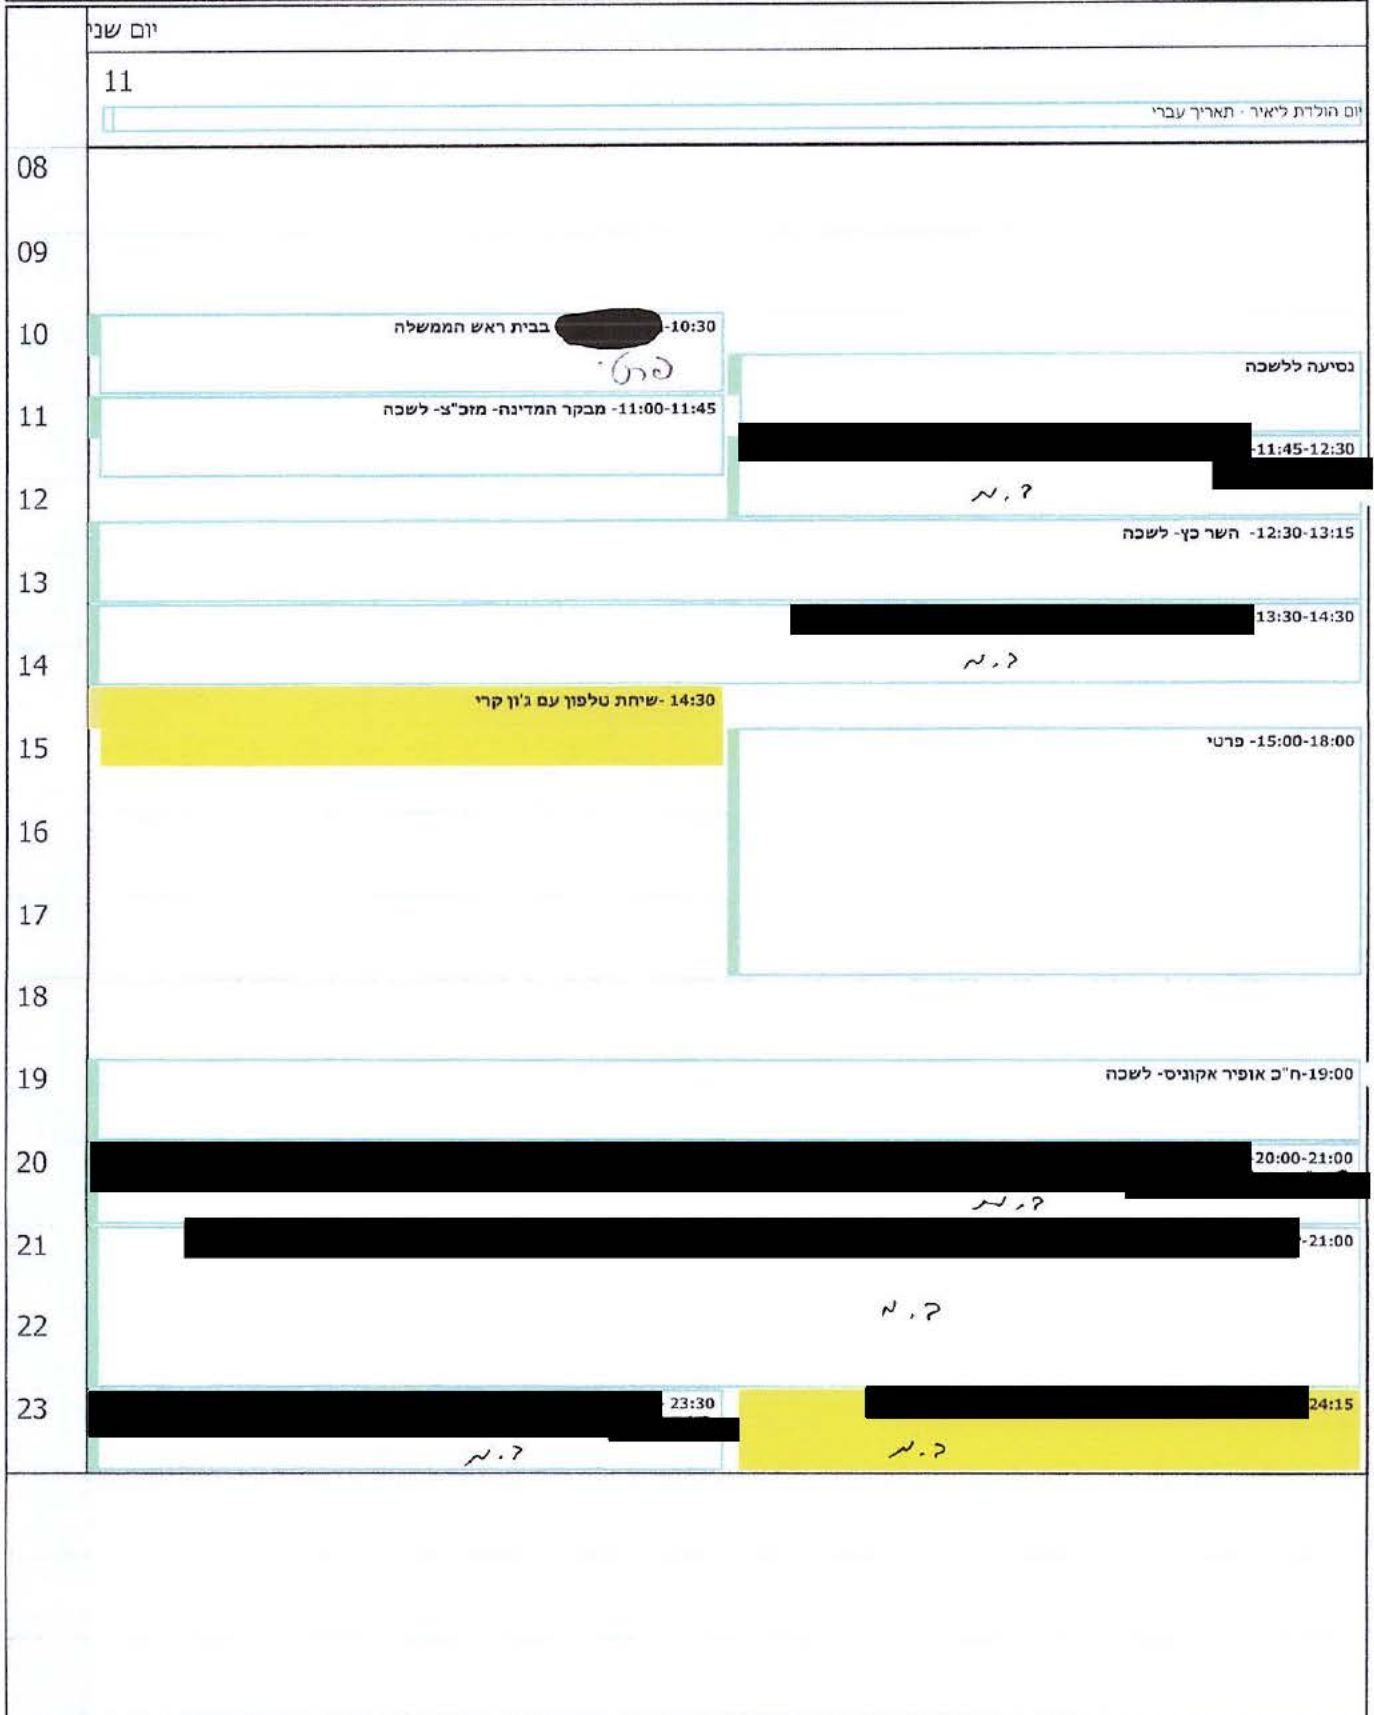 יום שני
11
יום הולדת ליאיר - תאריך עברי
08
09
10
10:30- בבית ראש הממשלה
פרטי
נסיעה ללשכה
11
11:00-11:45- מבקר המדינה- מזכ"צ- לשכה
11:45-12:30-
12
ב.מ
12:30-13:15- השר כץ- לשכה
13
13:30-14:30
14
ב.מ
14:30 -שיחת טלפון עם ג'ון קרי
15
15:00-18:00- פרטי
16
17
18
19
19:00-ח"כ אופיר אקוניס- לשכה
20
20:00-21:00-
ב.מ
21
21:00-
22
ב.מ
23
23:30
24:15
ב.מ
ב.מ